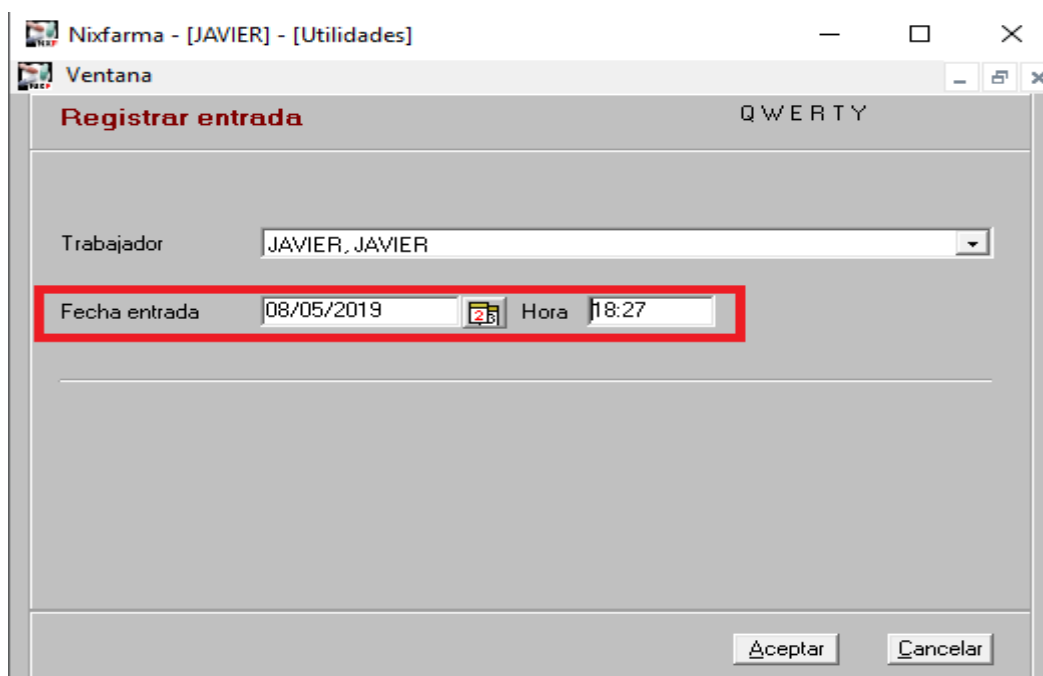 Nixfarma - [JAVIER] - [Utilidades]
Ventana
Registrar entrada QWERTY
Trabajador JAVIER, JAVIER
Fecha entrada 08/05/2019 Hora 18:27
Aceptar Cancelar